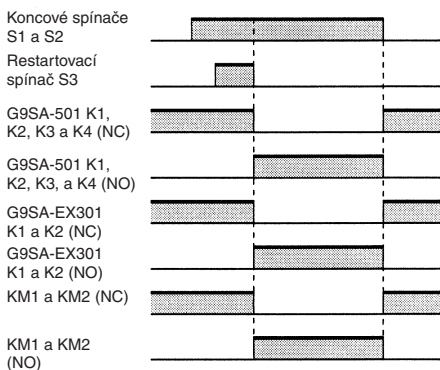 Koncové spínače
S1 a S2
Restartovací
spínač S3
G9SA-501 K1,
K2, K3 a K4 (NC)
G9SA-501 K1,
K2, K3, a K4 (NO)
G9SA-EX301
K1 a K2 (NC)
G9SA-EX301
K1 a K2 (NO)
KM1 a KM2 (NC)
KM1 a KM2
(NO)